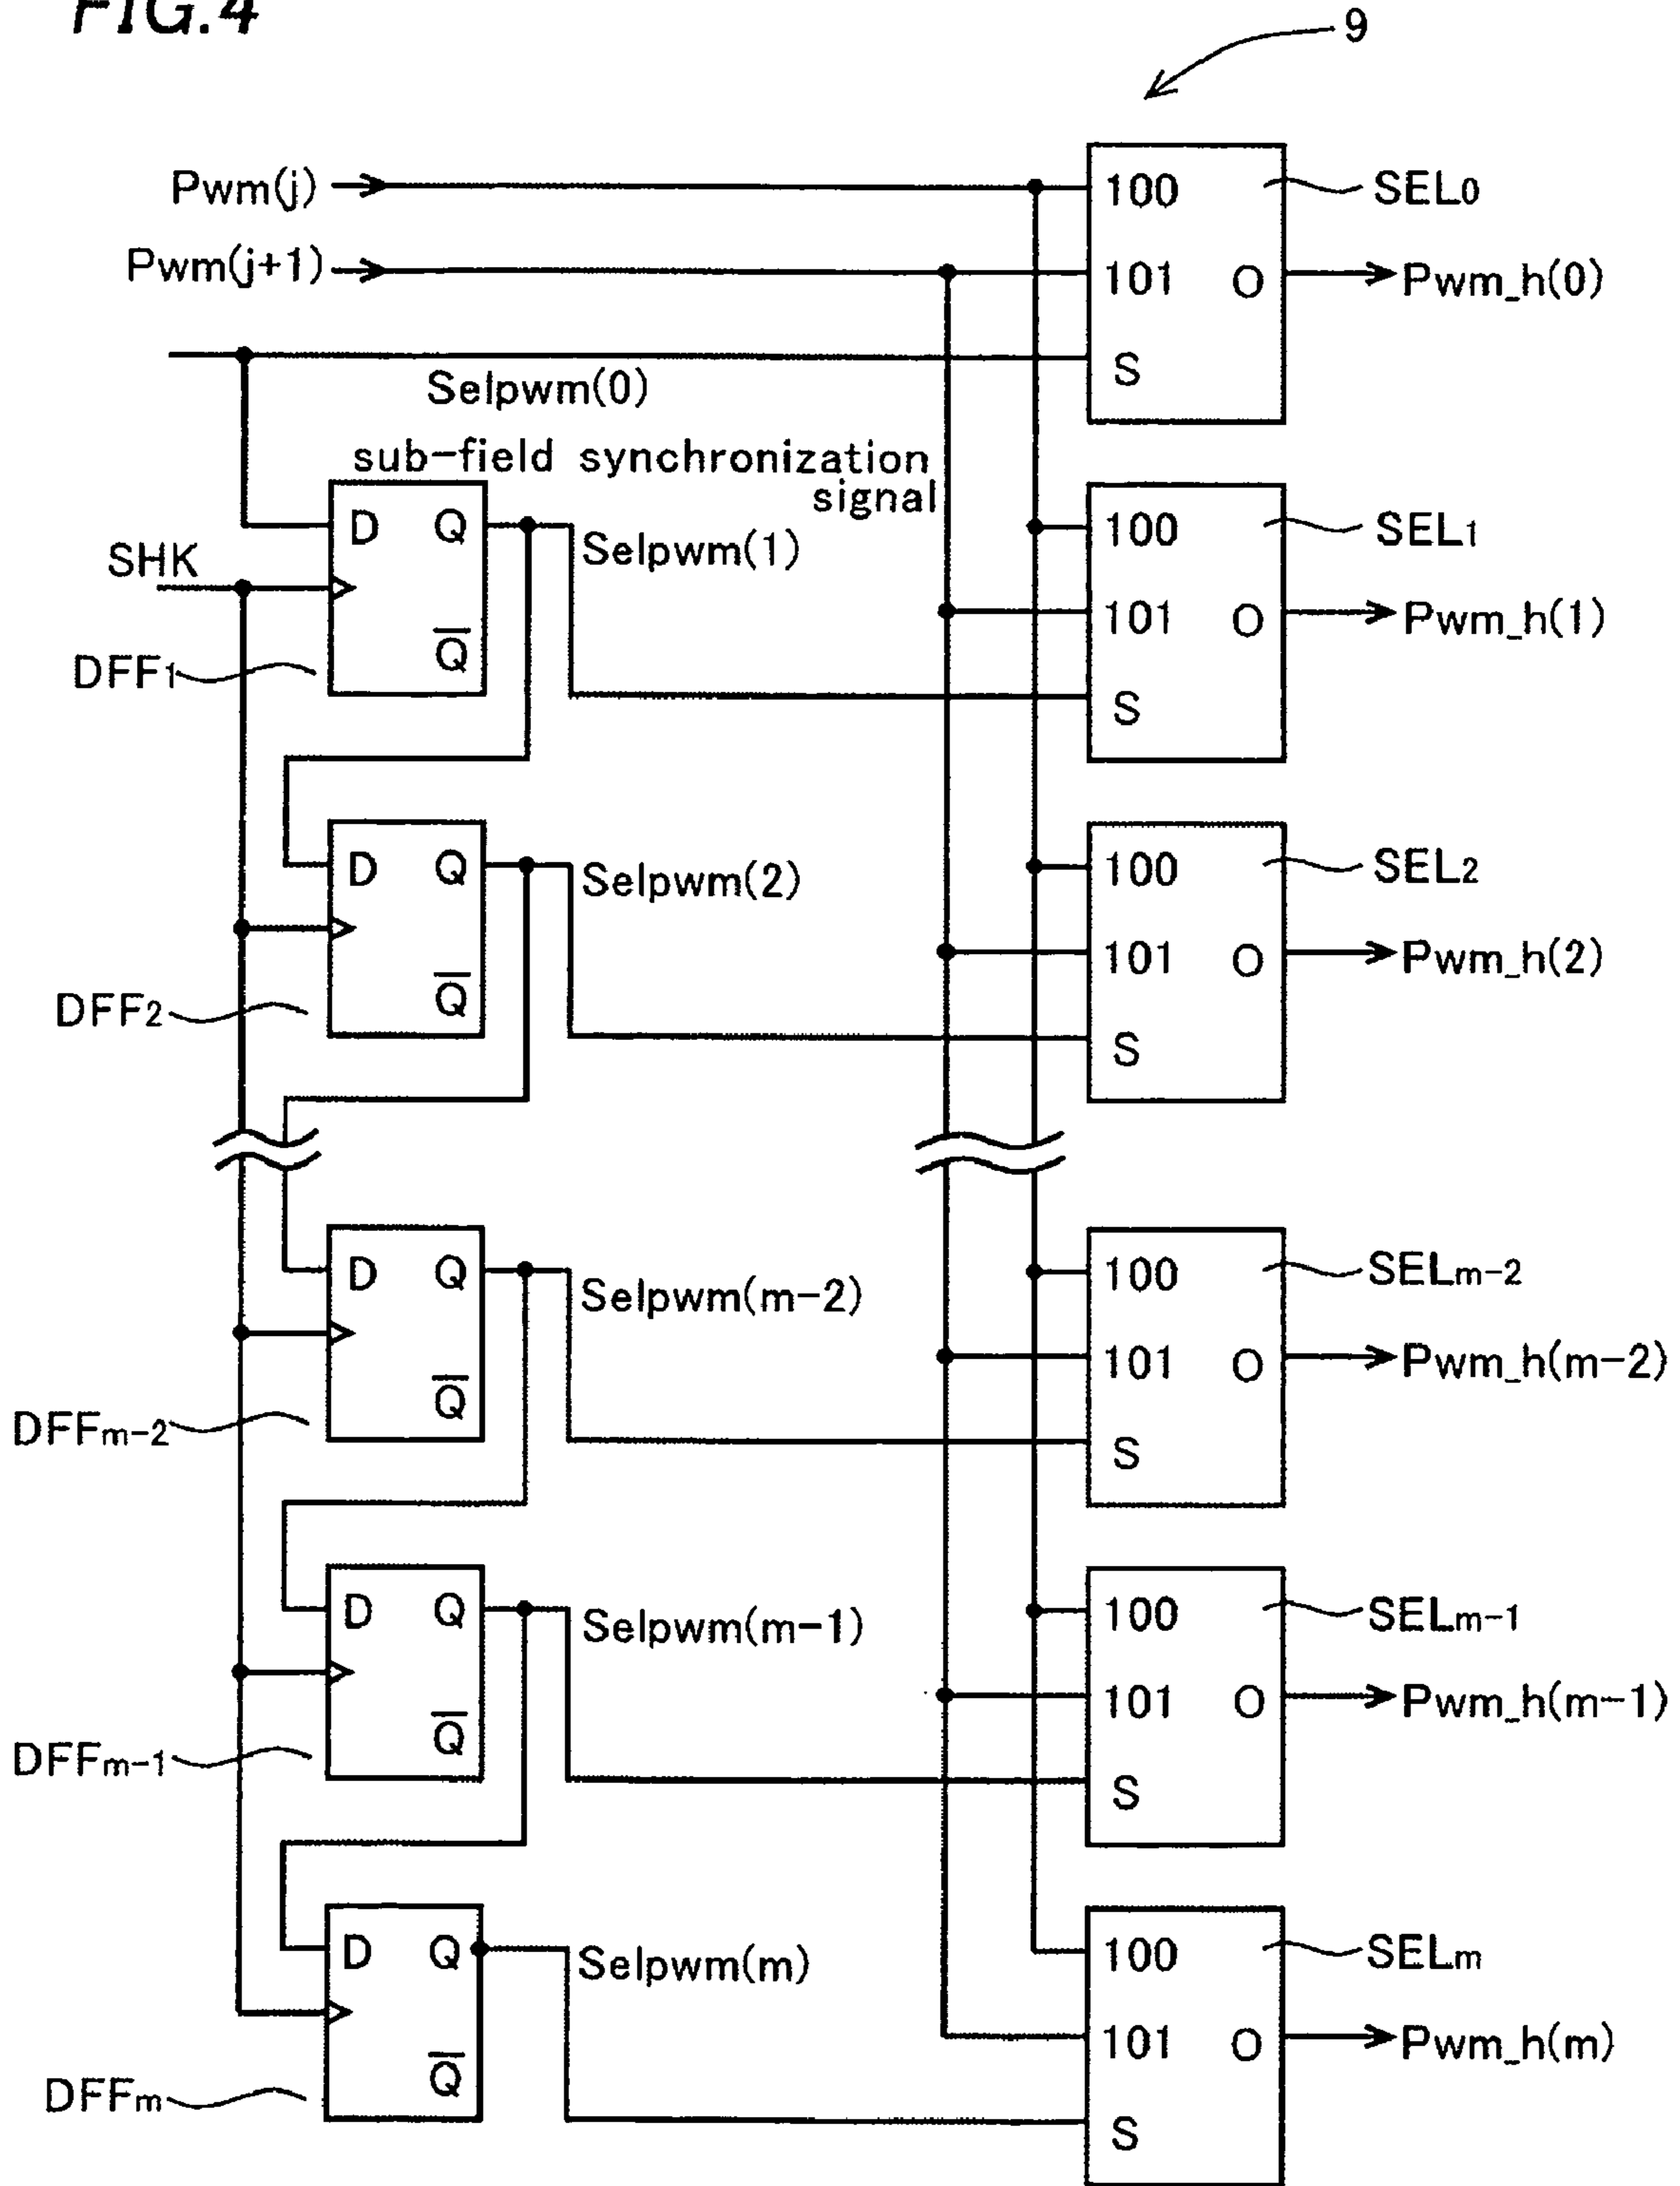 FIG.4
9
Pwm(j)
100
SEL0
Pwm(j+1)
101
O
Pwm_h(0)
S
Selpwm(0)
sub-field synchronization
signal
D
Q
Selpwm(1)
100
SEL1
SHK
101
O
Pwm_h(1)
Q̅
DFF1
S
D
Q
Selpwm(2)
100
SEL2
101
O
Pwm_h(2)
Q̅
DFF2
S
D
Q
Selpwm(m-2)
100
SELm-2
101
O
Pwm_h(m-2)
Q̅
DFFm-2
S
D
Q
Selpwm(m-1)
100
SELm-1
101
O
Pwm_h(m-1)
Q̅
DFFm-1
S
D
Q
Selpwm(m)
100
SELm
101
O
Pwm_h(m)
Q̅
DFFm
S